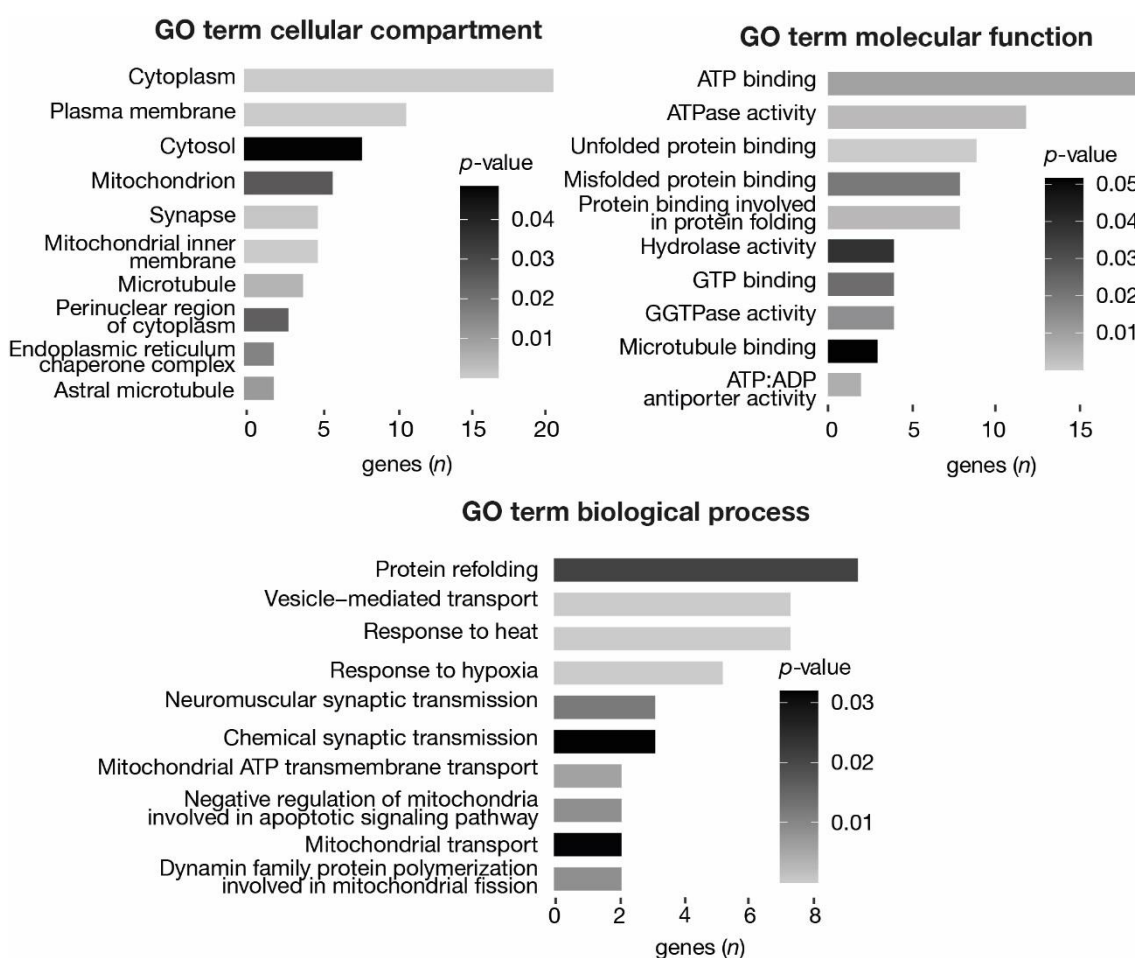 GO term cellular compartment
Cytoplasm
Plasma membrane
Cytosol
Mitochondrion
Synapse
Mitochondrial inner
membrane
Microtubule
Perinuclear region
of cytoplasm
Endoplasmic reticulum
chaperone complex
Astral microtubule
0 5 10 15 20
genes (n)
p-value
0.04
0.03
0.02
0.01
GO term molecular function
ATP binding
ATPase activity
Unfolded protein binding
Misfolded protein binding
Protein binding involved
in protein folding
Hydrolase activity
GTP binding
GGTPase activity
Microtubule binding
ATP:ADP
antiporter activity
0 5 10 15
genes (n)
p-value
0.05
0.04
0.03
0.02
0.01
GO term biological process
Protein refolding
Vesicle–mediated transport
Response to heat
Response to hypoxia
Neuromuscular synaptic transmission
Chemical synaptic transmission
Mitochondrial ATP transmembrane transport
Negative regulation of mitochondria
involved in apoptotic signaling pathway
Mitochondrial transport
Dynamin family protein polymerization
involved in mitochondrial fission
0 2 4 6 8
genes (n)
p-value
0.03
0.02
0.01